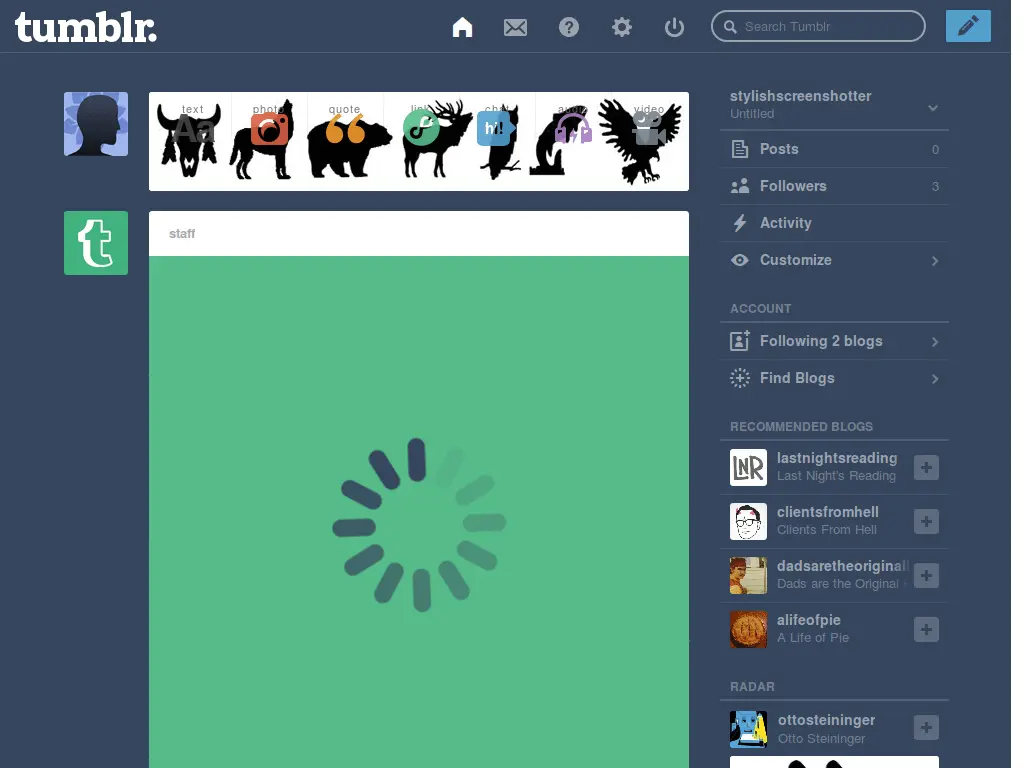 tumblr.
Search Tumblr
text photo quote link chat audio video
Aa
hi!
staff
stylishscreenshotter
Untitled
Posts 0
Followers 3
Activity
Customize
ACCOUNT
Following 2 blogs
Find Blogs
RECOMMENDED BLOGS
LNR
lastnightsreading
Last Night's Reading
clientsfromhell
Clients From Hell
dadsaretheoriginal
Dads are the Original
alifeofpie
A Life of Pie
RADAR
ottosteininger
Otto Steininger